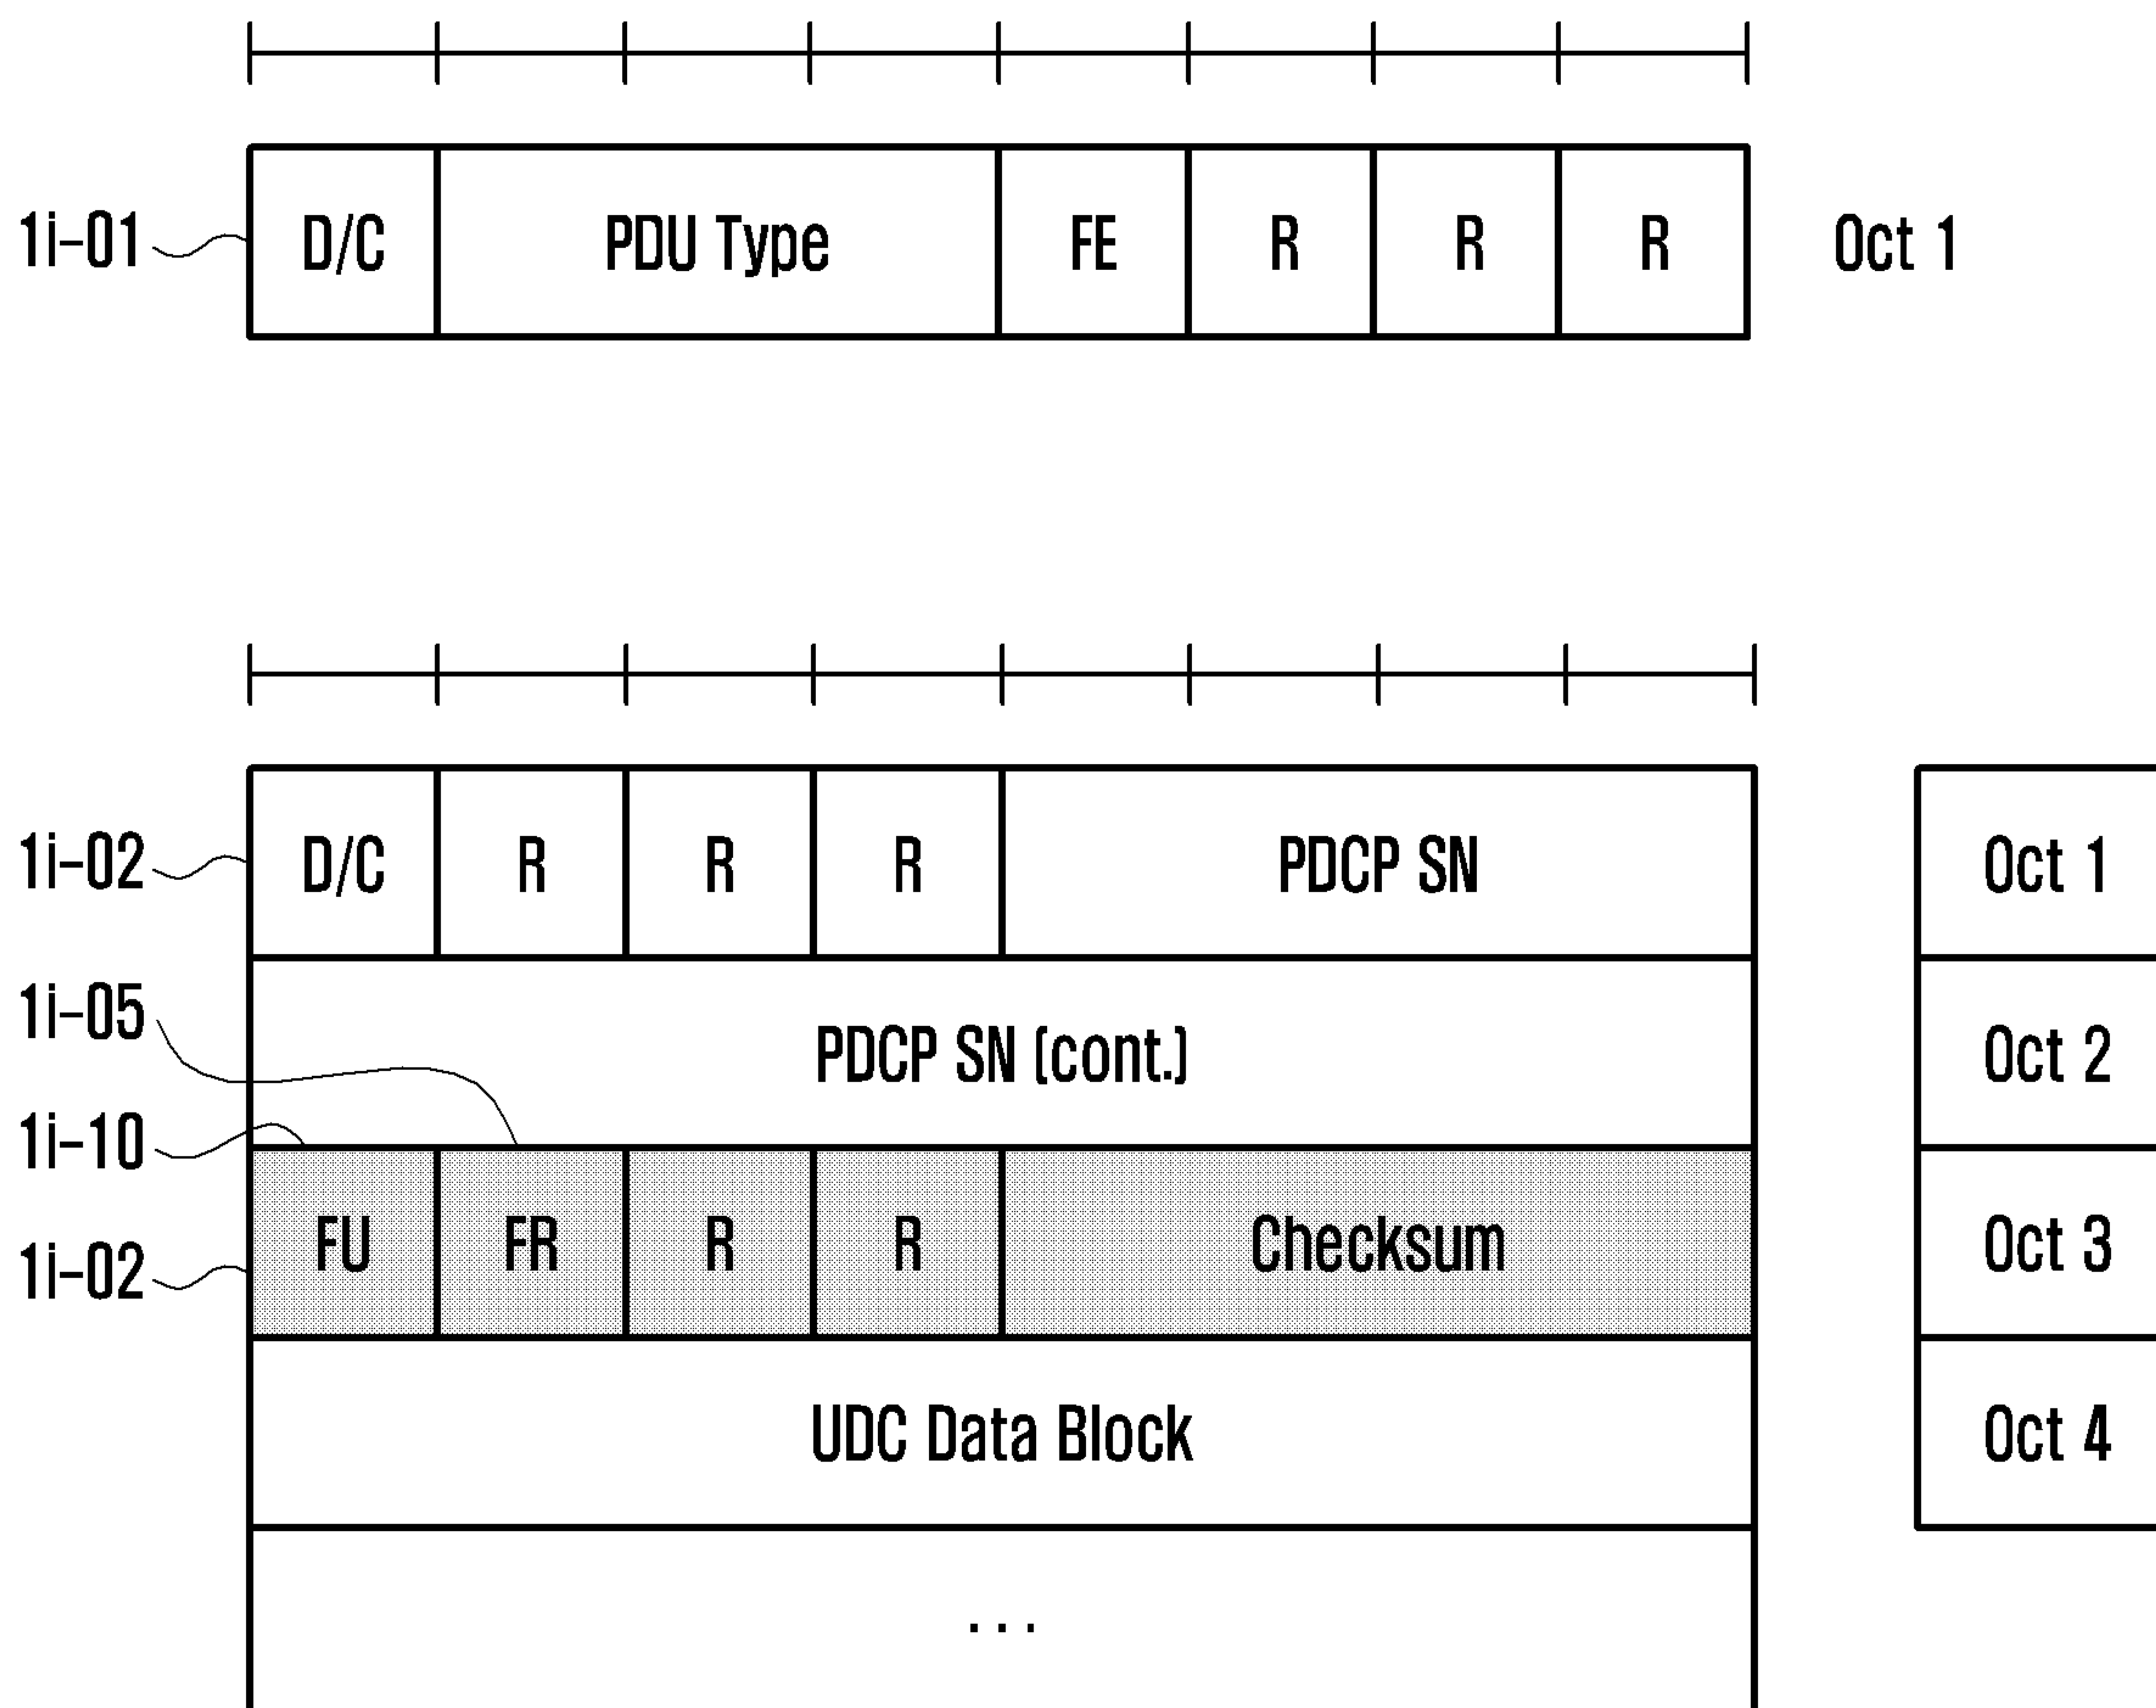 1i-01 D/C PDU Type FE R R R Oct 1
1i-02 D/C R R R PDCP SN Oct 1
1i-05
PDCP SN (cont.) Oct 2
1i-10
1i-02 FU FR R R Checksum Oct 3
UDC Data Block Oct 4
...